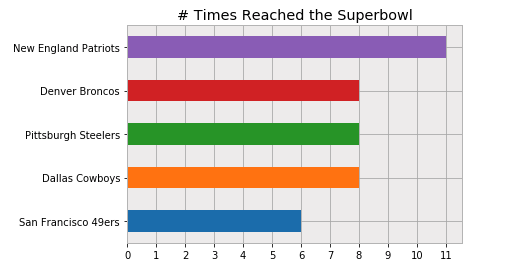 # Times Reached the Superbowl
New England Patriots
Denver Broncos
Pittsburgh Steelers
Dallas Cowboys
San Francisco 49ers
0 1 2 3 4 5 6 7 8 9 10 11